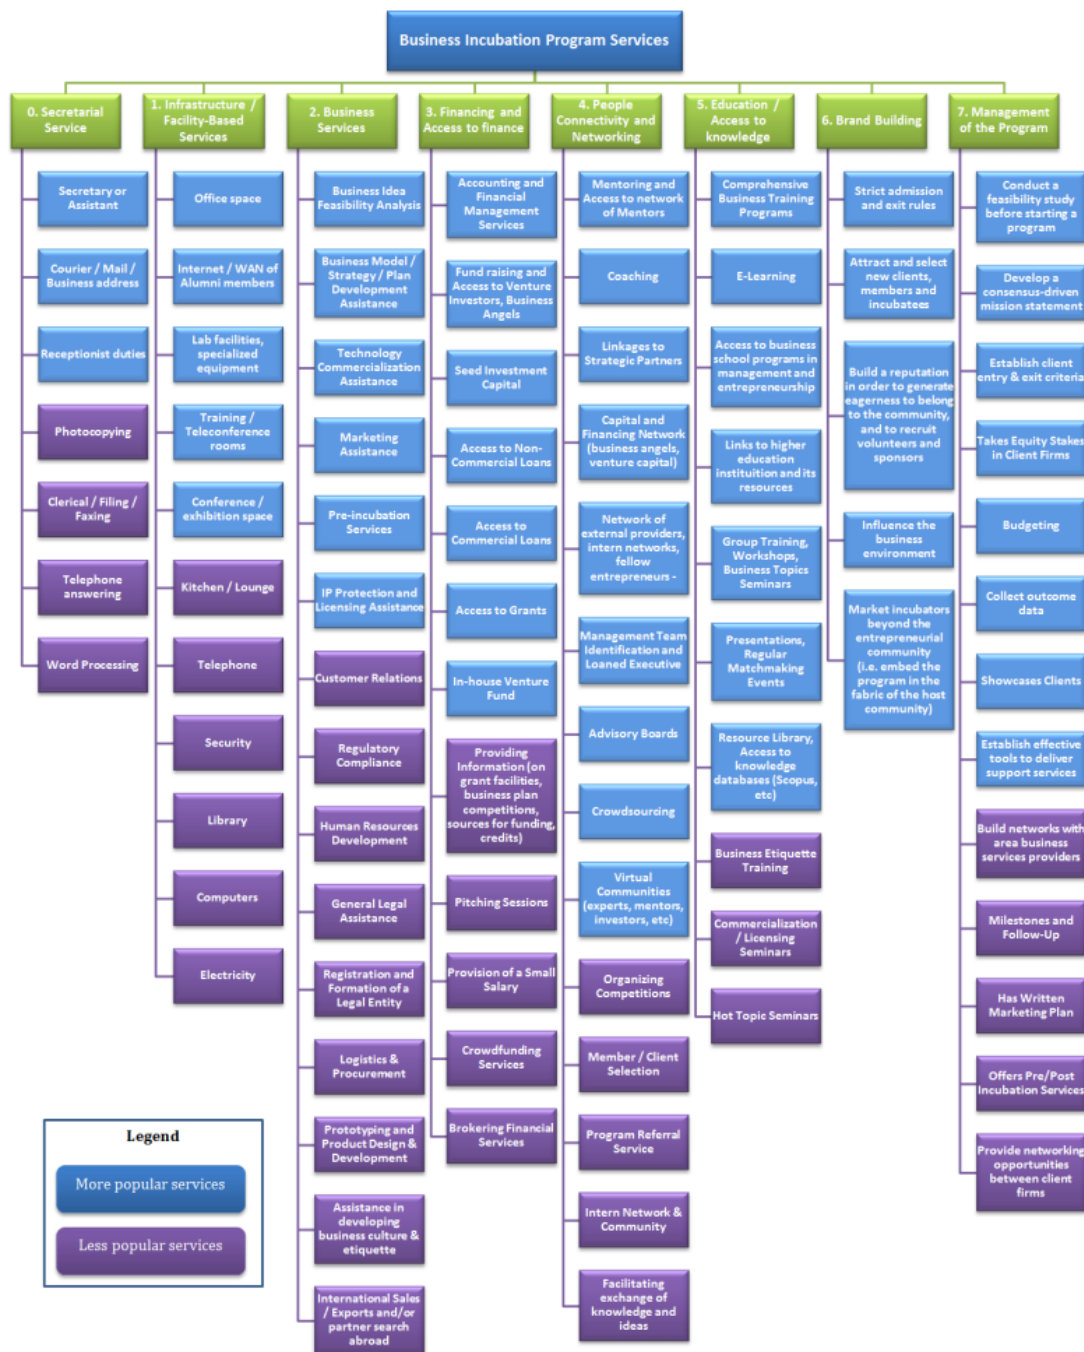 Business Incubation Program Services
0. Secretarial
Service
1. Infrastructure /
Facility-Based
Services
2. Business
Services
3. Financing and
Access to finance
4. People
Connectivity and
Networking
5. Education /
Access to
knowledge
6. Brand Building
7. Management
of the Program
Secretary or
Assistant
Courier / Mail /
Business address
Receptionist duties
Photocopying
Clerical / Filing /
Faxing
Telephone
answering
Word Processing
Office space
Internet / WAN of
Alumni members
Lab facilities,
specialized
equipment
Training /
Teleconference
rooms
Conference /
exhibition space
Kitchen / Lounge
Telephone
Security
Library
Computers
Electricity
Business Idea
Feasibility Analysis
Business Model /
Strategy / Plan
Development
Assistance
Technology
Commercialization
Assistance
Marketing
Assistance
Pre-incubation
Services
IP Protection and
Licensing Assistance
Customer Relations
Regulatory
Compliance
Human Resources
Development
General Legal
Assistance
Registration and
Formation of a
Legal Entity
Logistics &
Procurement
Prototyping and
Product Design &
Development
Assistance in
developing
business culture &
etiquette
International Sales
/ Exports and/or
partner search
abroad
Accounting and
Financial
Management
Services
Fund raising and
Access to Venture
Investors, Business
Angels
Seed Investment
Capital
Access to Non-
Commercial Loans
Access to
Commercial Loans
Access to Grants
In-house Venture
Fund
Providing
Information (on
grant facilities,
business plan
competitions,
sources for funding,
credits)
Pitching Sessions
Provision of a Small
Salary
Crowdfunding
Services
Brokering Financial
Services
Mentoring and
Access to network
of Mentors
Coaching
Linkages to
Strategic Partners
Capital and
Financing Network
(business angels,
venture capital)
Network of
external providers,
intern networks,
fellow
entrepreneurs -
Management Team
Identification and
Loaned Executive
Advisory Boards
Crowdsourcing
Virtual
Communities
(experts, mentors,
investors, etc)
Organizing
Competitions
Member / Client
Selection
Program Referral
Service
Intern Network &
Community
Facilitating
exchange of
knowledge and
ideas
Comprehensive
Business Training
Programs
E-Learning
Access to business
school programs in
management and
entrepreneurship
Links to higher
education
instituition and its
resources
Group Training,
Workshops,
Business Topics
Seminars
Presentations,
Regular
Matchmaking
Events
Resource Library,
Access to
knowledge
databases (Scopus,
etc)
Business Etiquette
Training
Commercialization
/ Licensing
Seminars
Hot Topic Seminars
Strict admission
and exit rules
Attract and select
new clients,
members and
incubatees
Build a reputation
in order to generate
eagerness to belong
to the community,
and to recruit
volunteers and
sponsors
Influence the
business
environment
Market incubators
beyond the
entrepreneurial
community
(i.e. embed the
program in the
fabric of the host
community)
Conduct a
feasibility study
before starting a
program
Develop a
consensus-driven
mission statement
Establish client
entry & exit criteria
Takes Equity Stakes
in Client Firms
Budgeting
Collect outcome
data
Showcases Clients
Establish effective
tools to deliver
support services
Build networks with
area business
services providers
Milestones and
Follow-Up
Has Written
Marketing Plan
Offers Pre/Post
Incubation Services
Provide networking
opportunities
between client
firms
Legend
More popular services
Less popular services